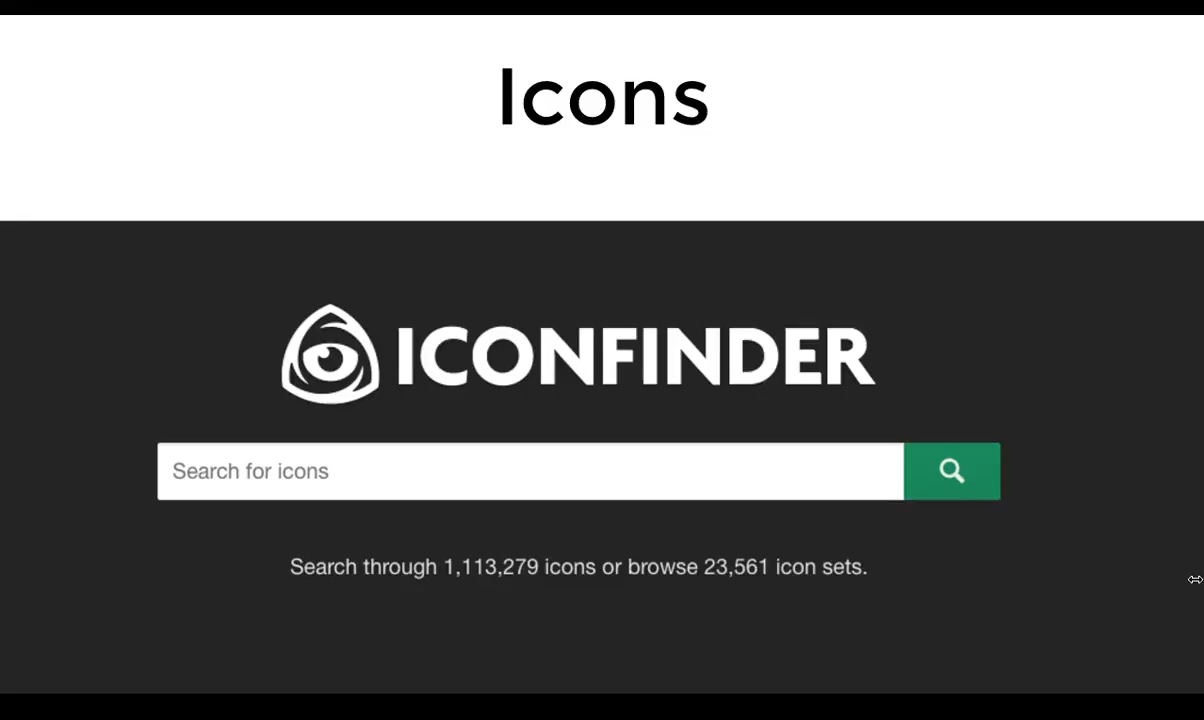 Icons
ICONFINDER
Search for icons
Search through 1,113,279 icons or browse 23,561 icon sets.